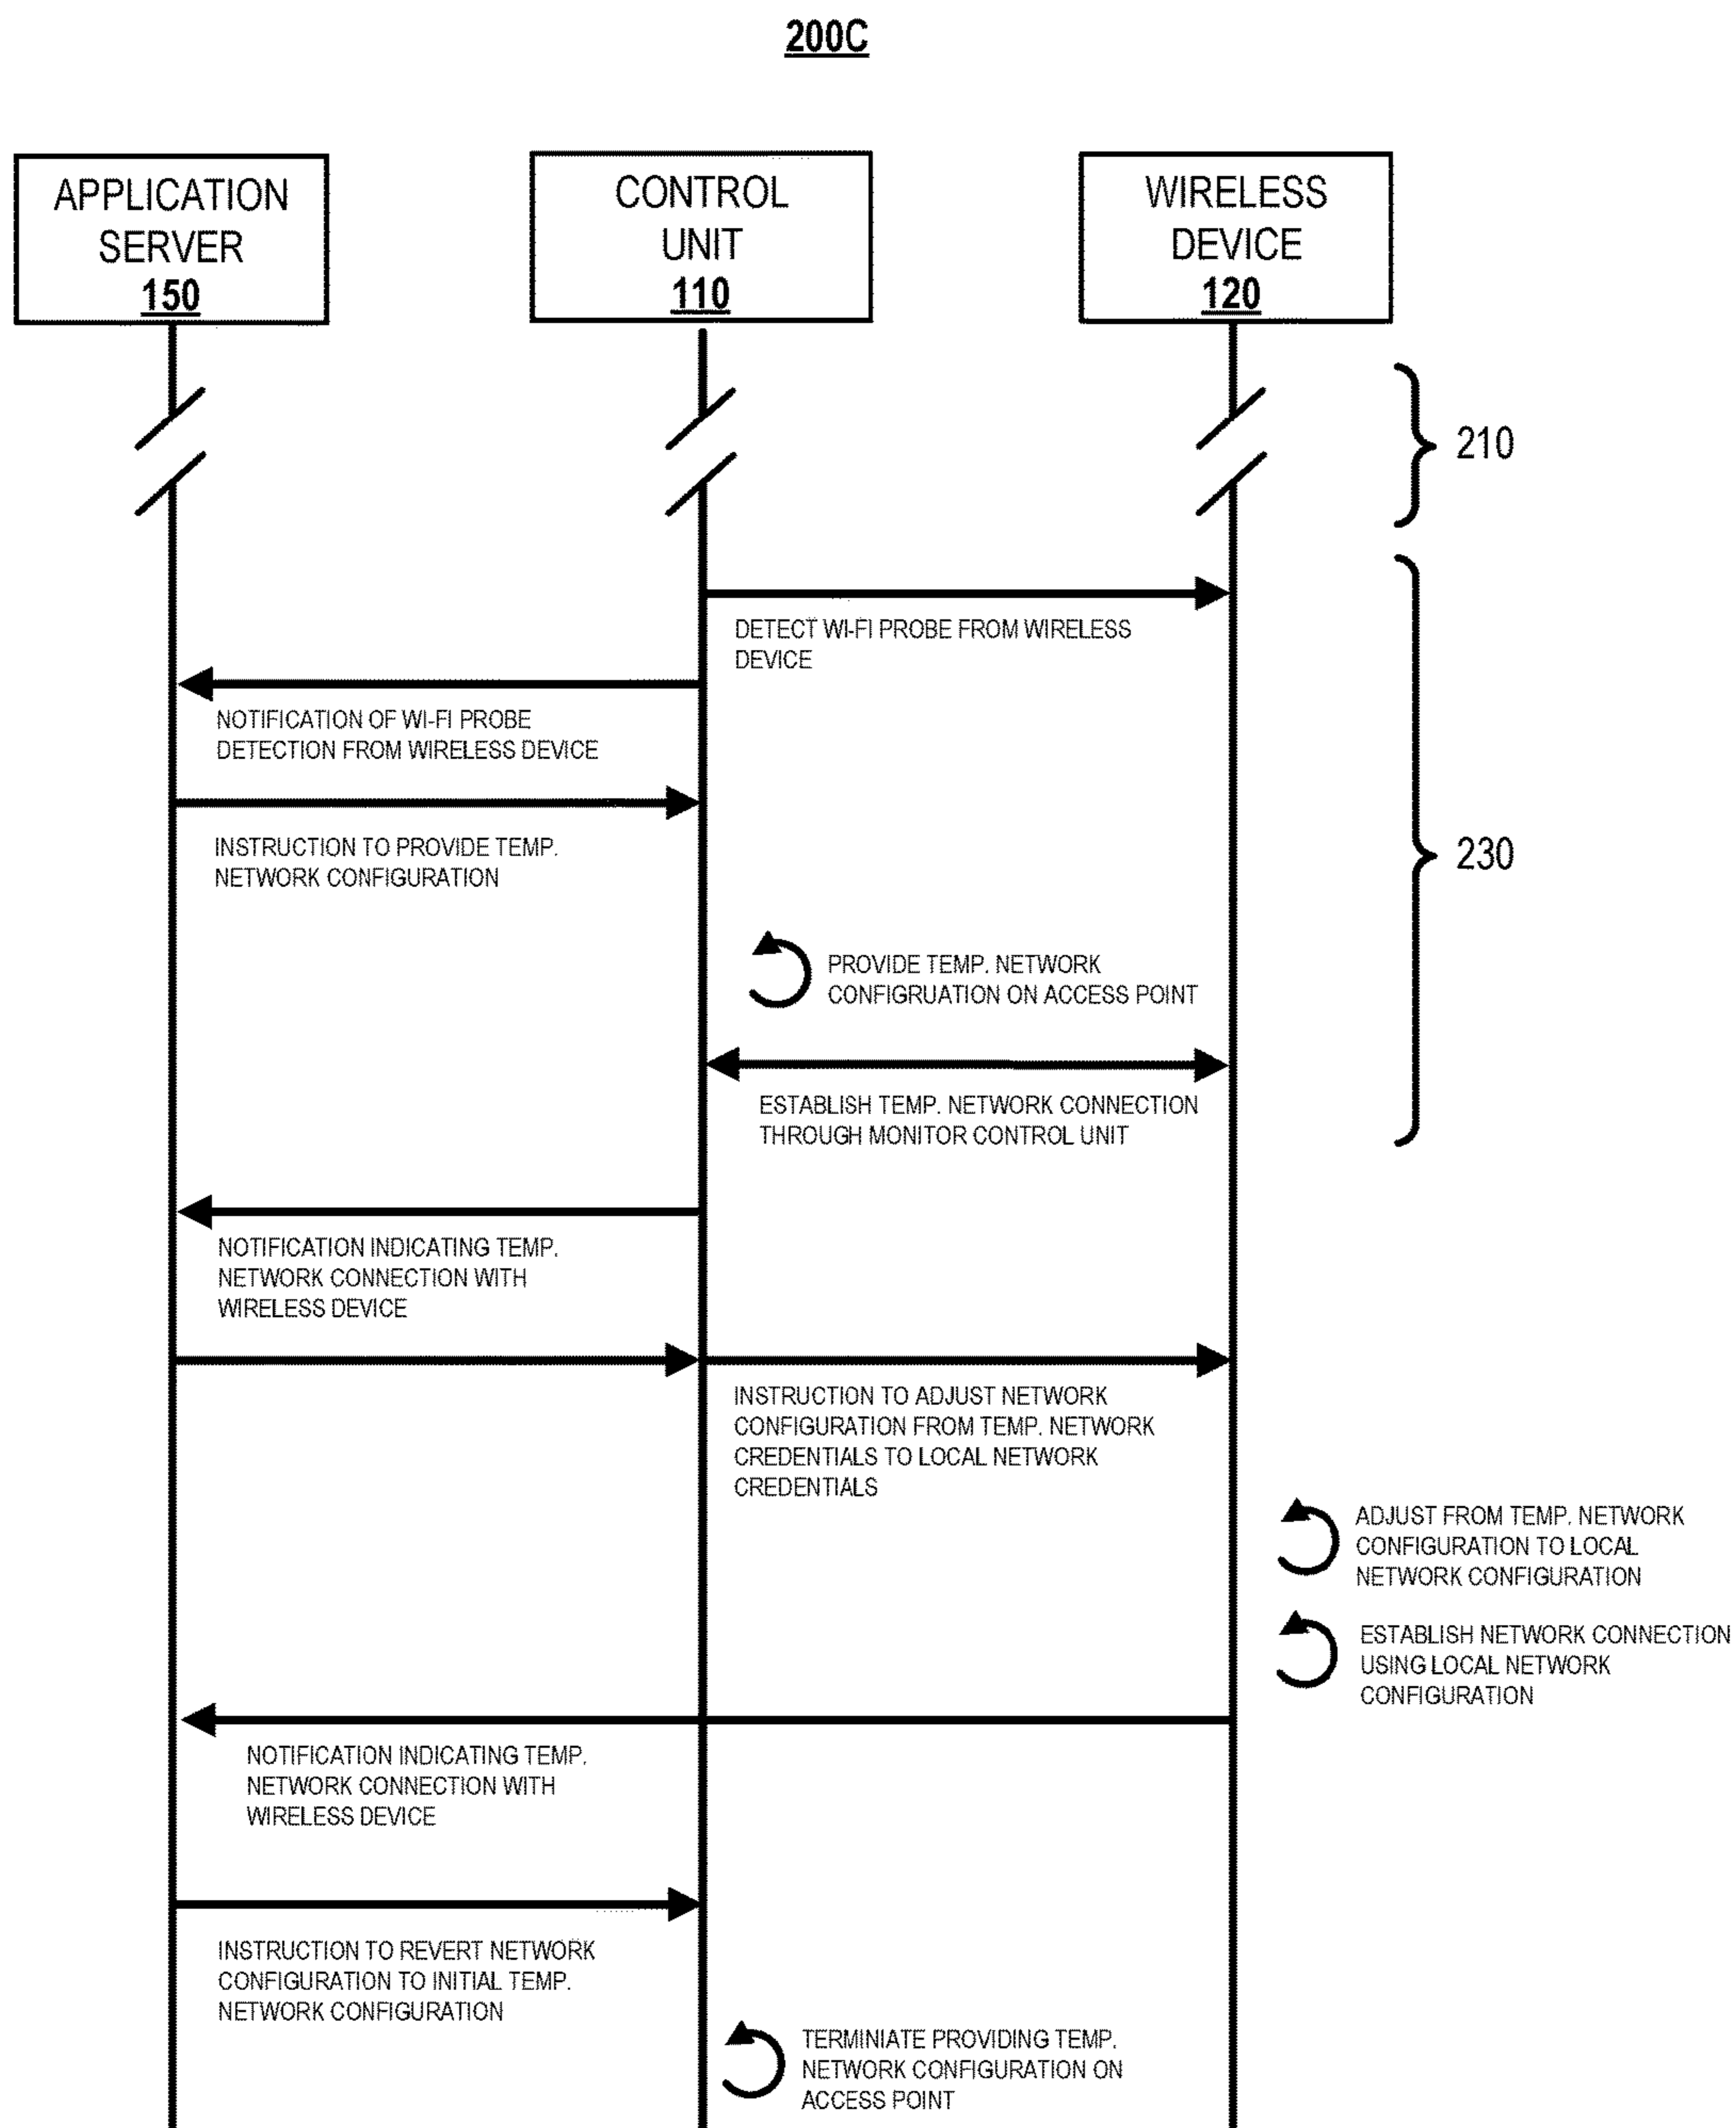 200C
APPLICATION
SERVER
150
CONTROL
UNIT
110
WIRELESS
DEVICE
120
210
DETECT WI-FI PROBE FROM WIRELESS
DEVICE
NOTIFICATION OF WI-FI PROBE
DETECTION FROM WIRELESS DEVICE
INSTRUCTION TO PROVIDE TEMP.
NETWORK CONFIGURATION
230
PROVIDE TEMP. NETWORK
CONFIGRUATION ON ACCESS POINT
ESTABLISH TEMP. NETWORK CONNECTION
THROUGH MONITOR CONTROL UNIT
NOTIFICATION INDICATING TEMP.
NETWORK CONNECTION WITH
WIRELESS DEVICE
INSTRUCTION TO ADJUST NETWORK
CONFIGURATION FROM TEMP. NETWORK
CREDENTIALS TO LOCAL NETWORK
CREDENTIALS
ADJUST FROM TEMP. NETWORK
CONFIGURATION TO LOCAL
NETWORK CONFIGURATION
ESTABLISH NETWORK CONNECTION
USING LOCAL NETWORK
CONFIGURATION
NOTIFICATION INDICATING TEMP.
NETWORK CONNECTION WITH
WIRELESS DEVICE
INSTRUCTION TO REVERT NETWORK
CONFIGURATION TO INITIAL TEMP.
NETWORK CONFIGURATION
TERMINIATE PROVIDING TEMP.
NETWORK CONFIGURATION ON
ACCESS POINT